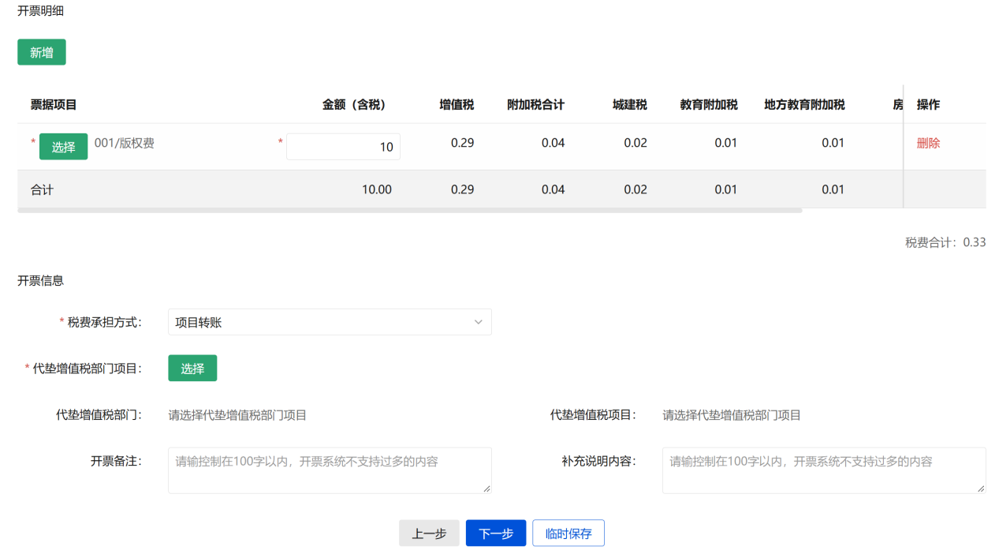 开票明细
新增
票据项目 金额（含税） 增值税 附加税合计 城建税 教育附加税 地方教育附加税 房 操作
* 选择 001/版权费 * 10 0.29 0.04 0.02 0.01 0.01 删除
合计 10.00 0.29 0.04 0.02 0.01 0.01
税费合计：0.33
开票信息
* 税费承担方式： 项目转账
* 代垫增值税部门项目： 选择
代垫增值税部门： 请选择代垫增值税部门项目 代垫增值税项目： 请选择代垫增值税部门项目
开票备注： 请输控制在100字以内，开票系统不支持过多的内容 补充说明内容： 请输控制在100字以内，开票系统不支持过多的内容
上一步 下一步 临时保存